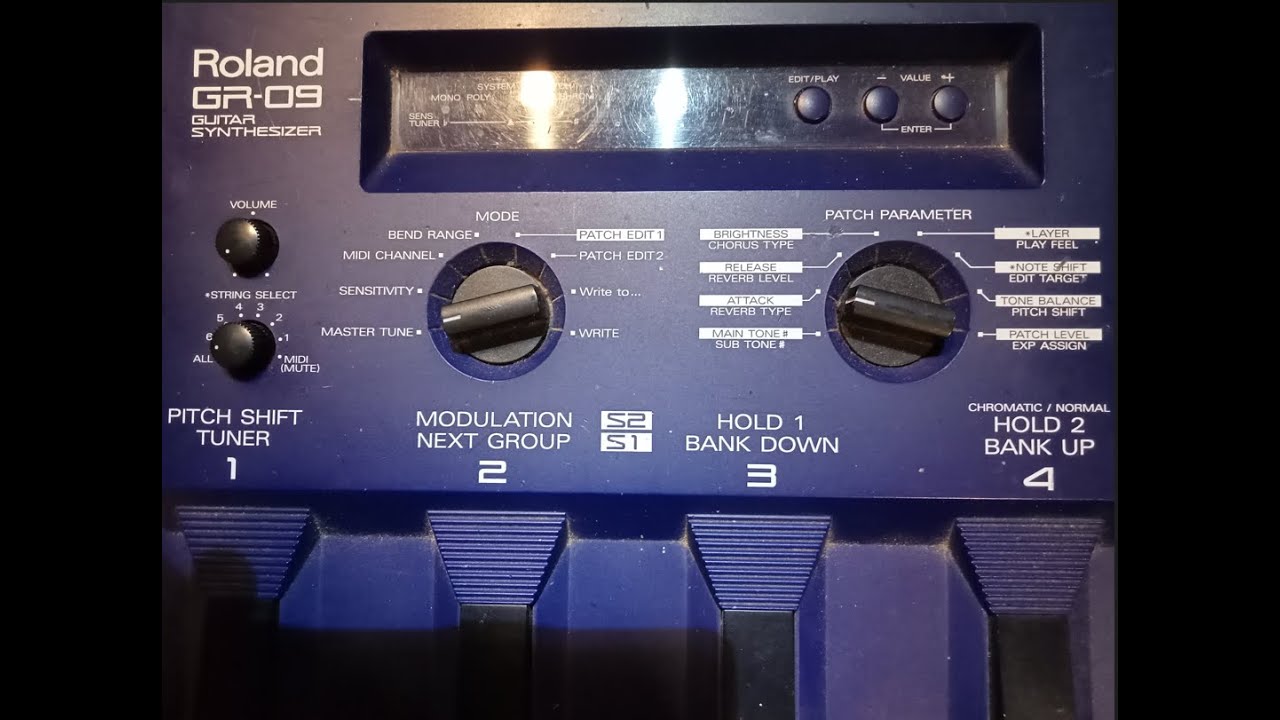 Roland
GR-09
GUITAR
SYNTHESIZER
SYSTEM
MONO POLY
SENS
TUNER
EDIT/PLAY
− VALUE +
ENTER
VOLUME
*STRING SELECT
4 3
5 2
6 1
ALL
MIDI
(MUTE)
MODE
BEND RANGE
MIDI CHANNEL
SENSITIVITY
MASTER TUNE
PATCH EDIT 1
PATCH EDIT 2
Write to...
WRITE
PATCH PARAMETER
BRIGHTNESS
CHORUS TYPE
RELEASE
REVERB LEVEL
ATTACK
REVERB TYPE
MAIN TONE #
SUB TONE #
*LAYER
PLAY FEEL
*NOTE SHIFT
EDIT TARGET
TONE BALANCE
PITCH SHIFT
PATCH LEVEL
EXP ASSIGN
PITCH SHIFT
TUNER
1
MODULATION S2
NEXT GROUP S1
2
HOLD 1
BANK DOWN
3
CHROMATIC / NORMAL
HOLD 2
BANK UP
4